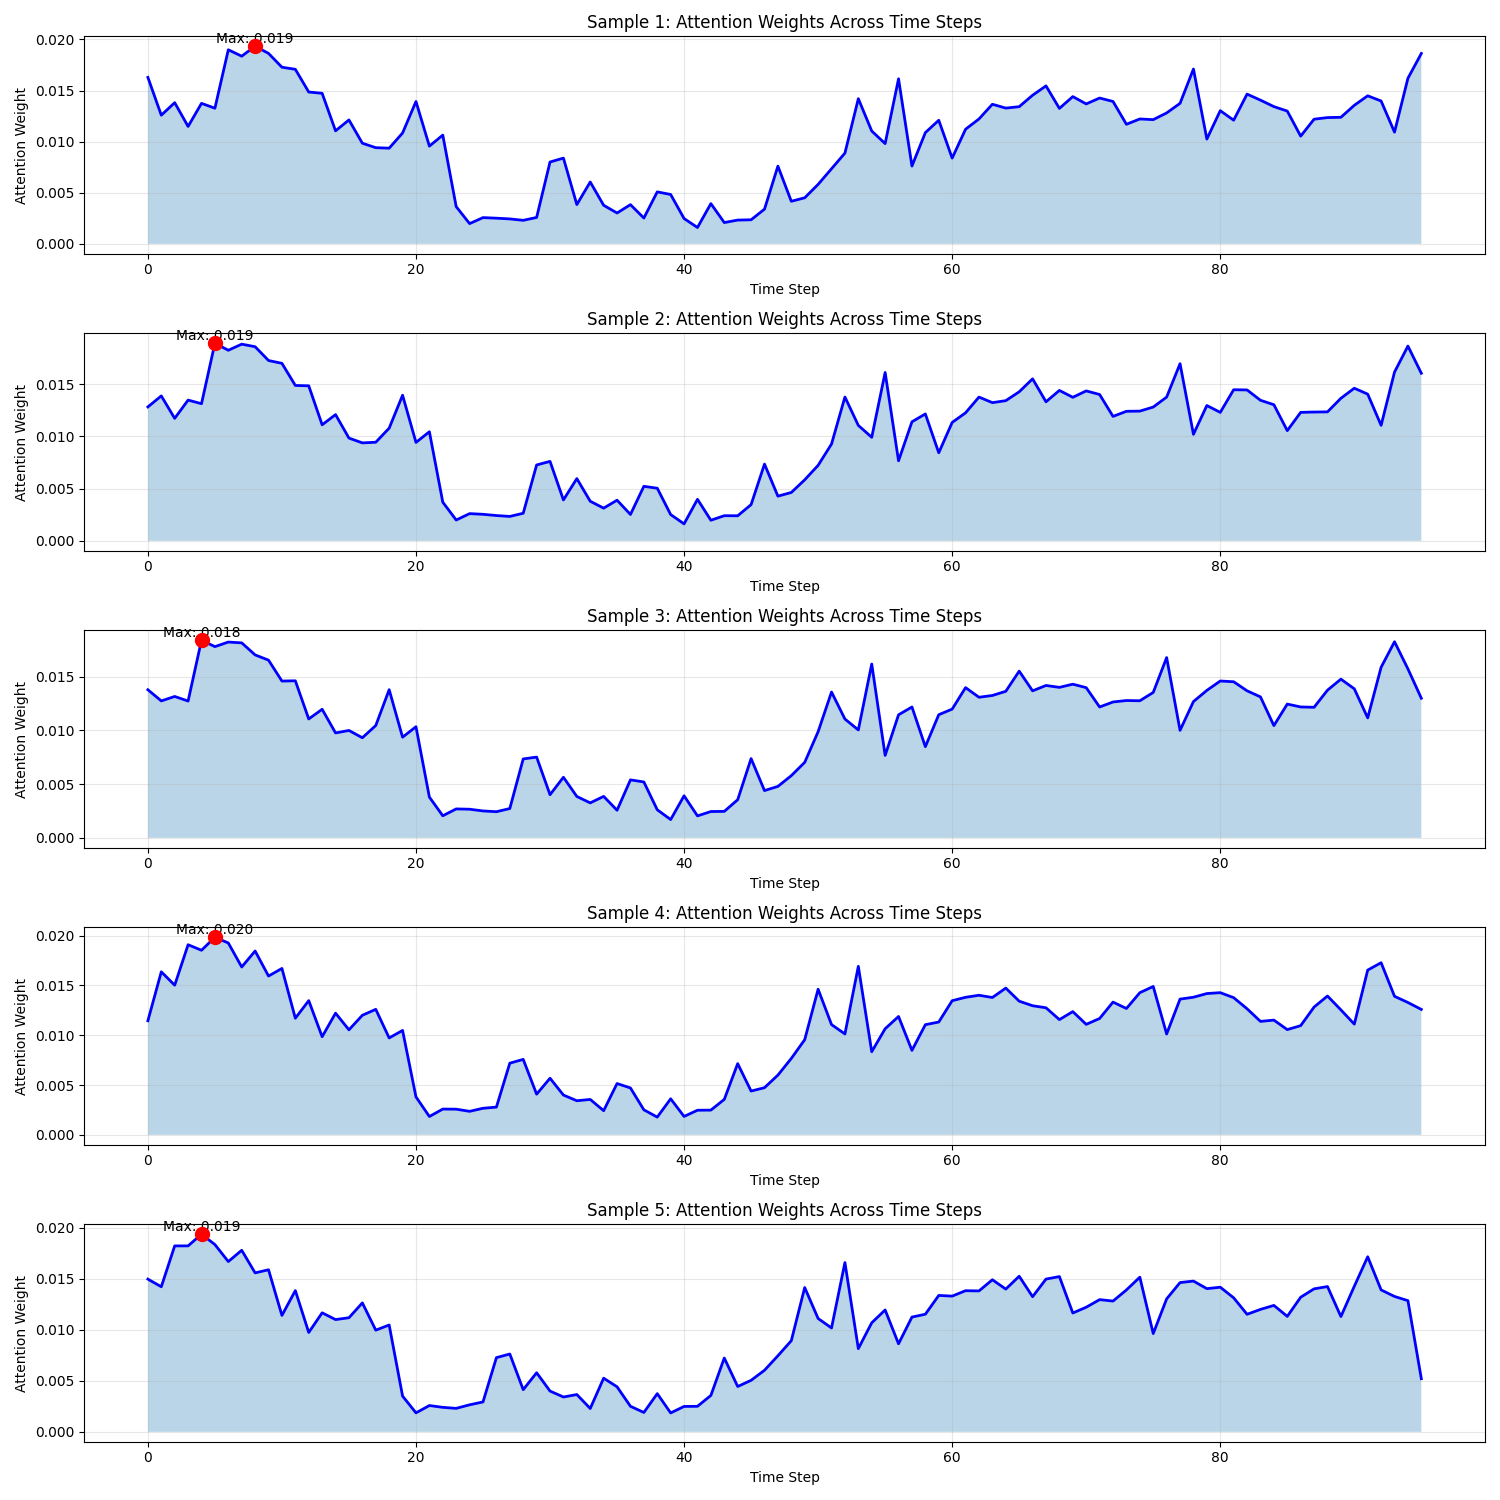 Sample 1: Attention Weights Across Time Steps
Max: 0.019
0.020
0.015
0.010
0.005
0.000
Attention Weight
0 20 40 60 80
Time Step
Sample 2: Attention Weights Across Time Steps
Max: 0.019
0.015
0.010
0.005
0.000
Attention Weight
0 20 40 60 80
Time Step
Sample 3: Attention Weights Across Time Steps
Max: 0.018
0.015
0.010
0.005
0.000
Attention Weight
0 20 40 60 80
Time Step
Sample 4: Attention Weights Across Time Steps
Max: 0.020
0.020
0.015
0.010
0.005
0.000
Attention Weight
0 20 40 60 80
Time Step
Sample 5: Attention Weights Across Time Steps
Max: 0.019
0.020
0.015
0.010
0.005
0.000
Attention Weight
0 20 40 60 80
Time Step